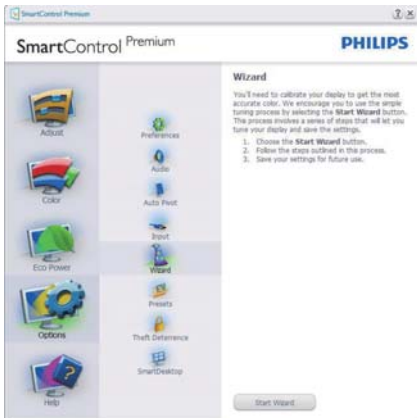 SmartControl Premium
SmartControl Premium
PHILIPS
Adjust
Color
Eco Power
Options
Help
Preferences
Audio
Auto Pivot
Input
Wizard
Presets
Theft Deterrence
SmartDesktop
Wizard
You'll need to calibrate your display to get the most
accurate color. We encourage you to use the simple
tuning process by selecting the Start Wizard button.
This process involves a series of steps that will let you
tune your display and save the settings.
1. Choose the Start Wizard button.
2. Follow the steps outlined in the process.
3. Save your settings for future use.
Start Wizard